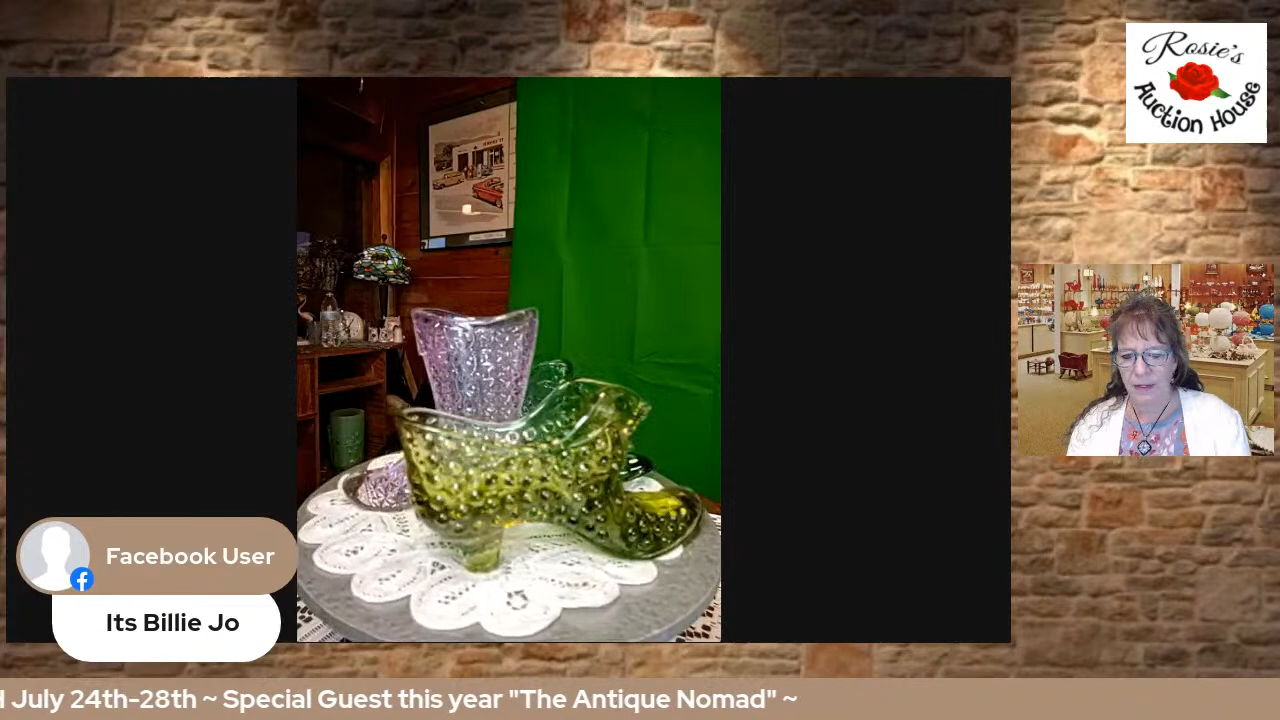 Rosie's
Auction House
Facebook User
Its Billie Jo
July 24th-28th ~ Special Guest this year "The Antique Nomad" ~